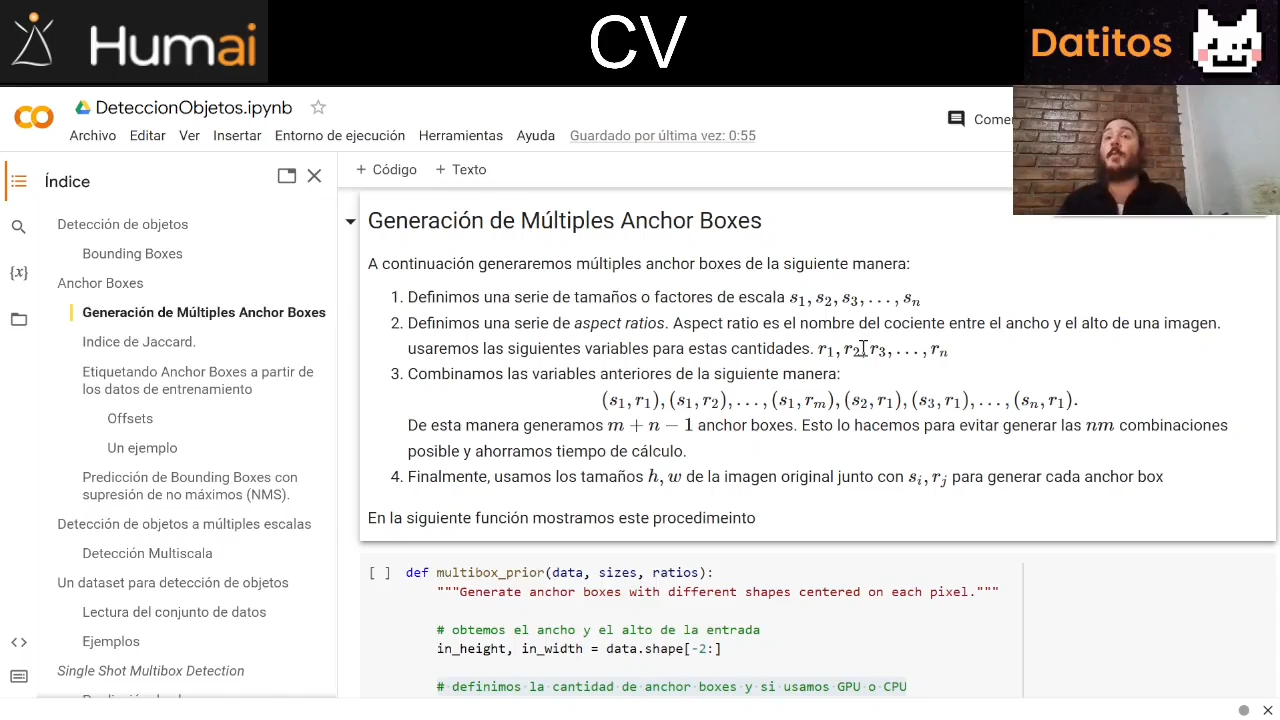 Humai
CV
Datitos
DeteccionObjetos.ipynb
Archivo Editar Ver Insertar Entorno de ejecución Herramientas Ayuda Guardado por última vez: 0:55
Índice
+ Código + Texto
Detección de objetos
Bounding Boxes
Anchor Boxes
Generación de Múltiples Anchor Boxes
Indice de Jaccard.
Etiquetando Anchor Boxes a partir de
los datos de entrenamiento
Offsets
Un ejemplo
Predicción de Bounding Boxes con
supresión de no máximos (NMS).
Detección de objetos a múltiples escalas
Detección Multiscala
Un dataset para detección de objetos
Lectura del conjunto de datos
Ejemplos
Single Shot Multibox Detection
Generación de Múltiples Anchor Boxes
A continuación generaremos múltiples anchor boxes de la siguiente manera:
1. Definimos una serie de tamaños o factores de escala s₁, s₂, s₃, . . . , sₙ
2. Definimos una serie de aspect ratios. Aspect ratio es el nombre del cociente entre el ancho y el alto de una imagen.
usaremos las siguientes variables para estas cantidades. r₁, r₂, r₃, . . . , rₙ
3. Combinamos las variables anteriores de la siguiente manera:
(s₁, r₁), (s₁, r₂), . . . , (s₁, rₘ), (s₂, r₁), (s₃, r₁), . . . , (sₙ, r₁).
De esta manera generamos m + n − 1 anchor boxes. Esto lo hacemos para evitar generar las nm combinaciones
posible y ahorramos tiempo de cálculo.
4. Finalmente, usamos los tamaños h, w de la imagen original junto con sᵢ, rⱼ para generar cada anchor box
En la siguiente función mostramos este procedimeinto
[ ] def multibox_prior(data, sizes, ratios):
"""Generate anchor boxes with different shapes centered on each pixel."""
# obtemos el ancho y el alto de la entrada
in_height, in_width = data.shape[-2:]
# definimos la cantidad de anchor boxes y si usamos GPU o CPU